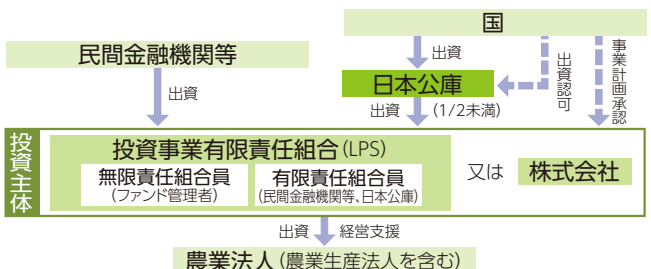 国
民間金融機関等
出資
出資
日本公庫
出資認可
事業計画承認
出資 (1/2未満)
投資主体
投資事業有限責任組合(LPS)
無限責任組合員
(ファンド管理者)
有限責任組合員
(民間金融機関等、日本公庫)
又は
株式会社
出資 経営支援
農業法人(農業生産法人を含む)